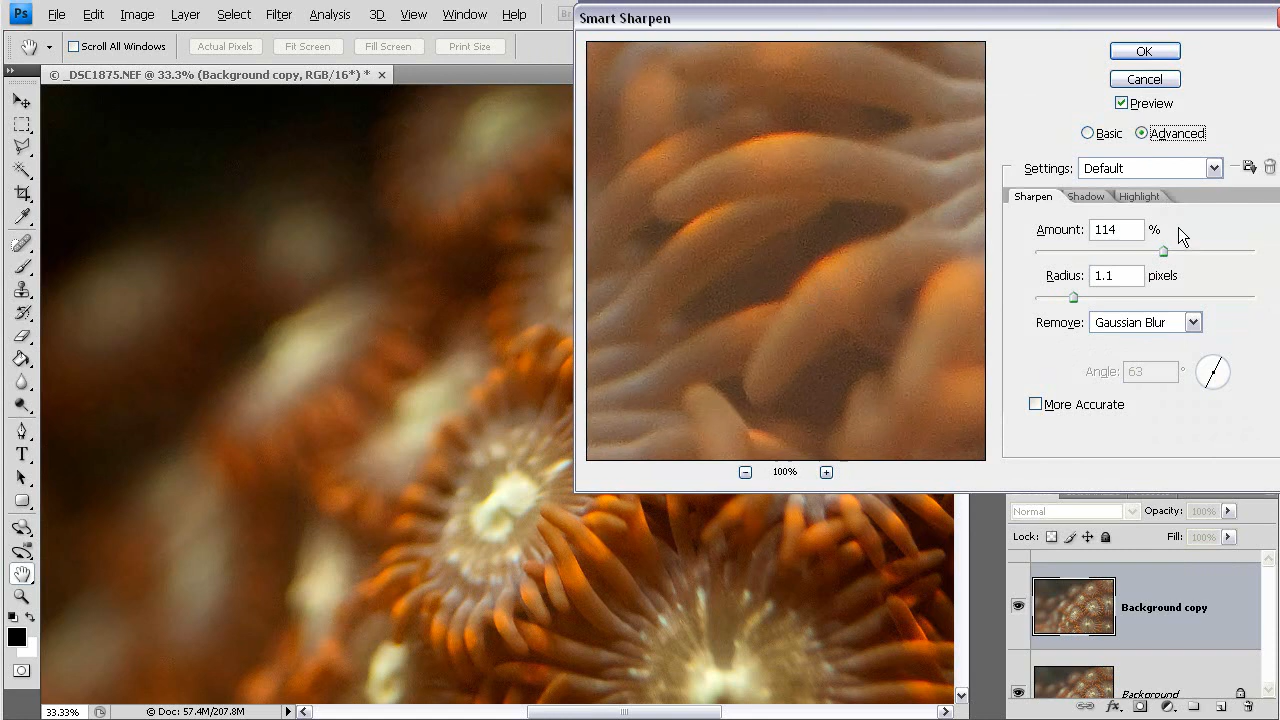 Ps File Edit Image Layer Select Filter Analysis 3D View Window Help Br
Smart Sharpen
Scroll All Windows Actual Pixels Fit Screen Fill Screen Print Size
© _DSC1875.NEF @ 33.3% (Background copy, RGB/16*) * ×
OK
Cancel
Preview
Basic Advanced
Settings: Default
Sharpen Shadow Highlight
Amount: 114 %
Radius: 1.1 pixels
Remove: Gaussian Blur
Angle: 63 °
More Accurate
100%
Normal Opacity: 100%
Lock: Fill: 100%
Background copy
Background
33.33% @ Doc: 57.4M/207.8M